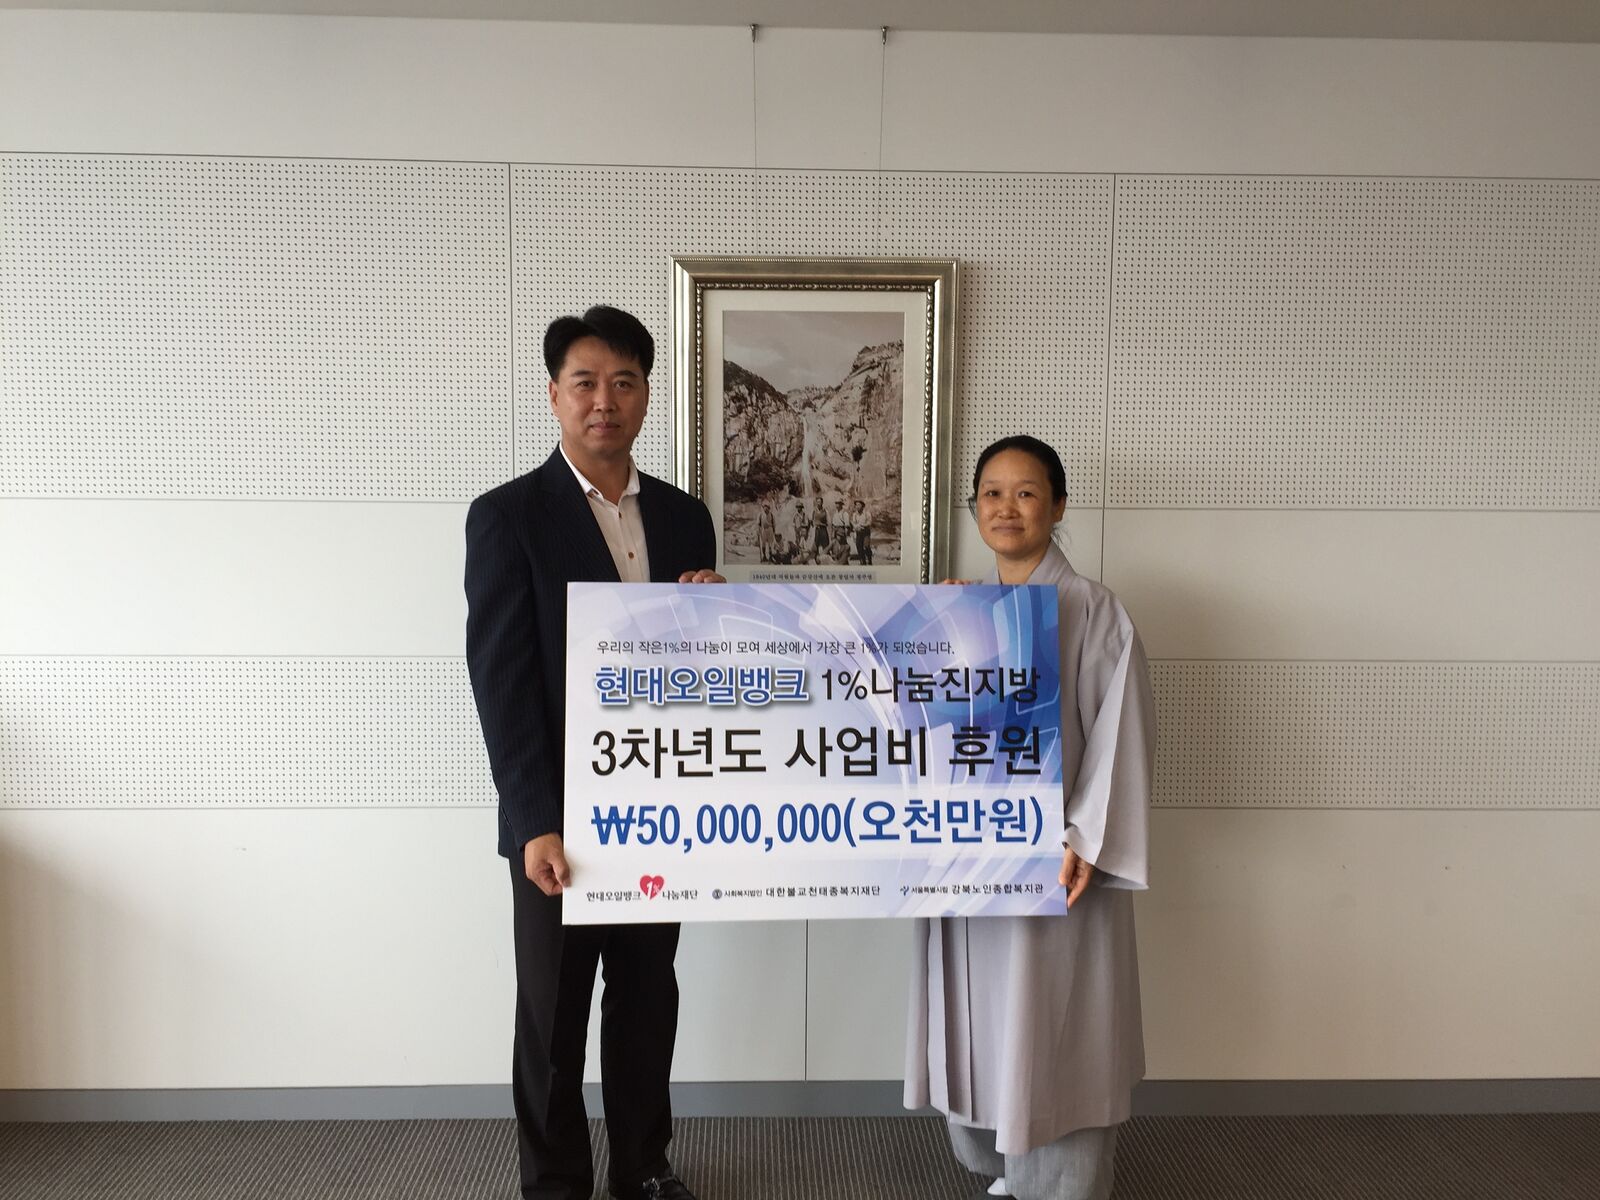 우리의 작은1%의 나눔이 모여 세상에서 가장 큰 1%가 되었습니다.
현대오일뱅크 1%나눔진지방
3차년도 사업비 후원
₩50,000,000(오천만원)
현대오일뱅크 1% 나눔재단 사회복지법인 대한불교천태종복지재단 서울특별시립 강북노인종합복지관